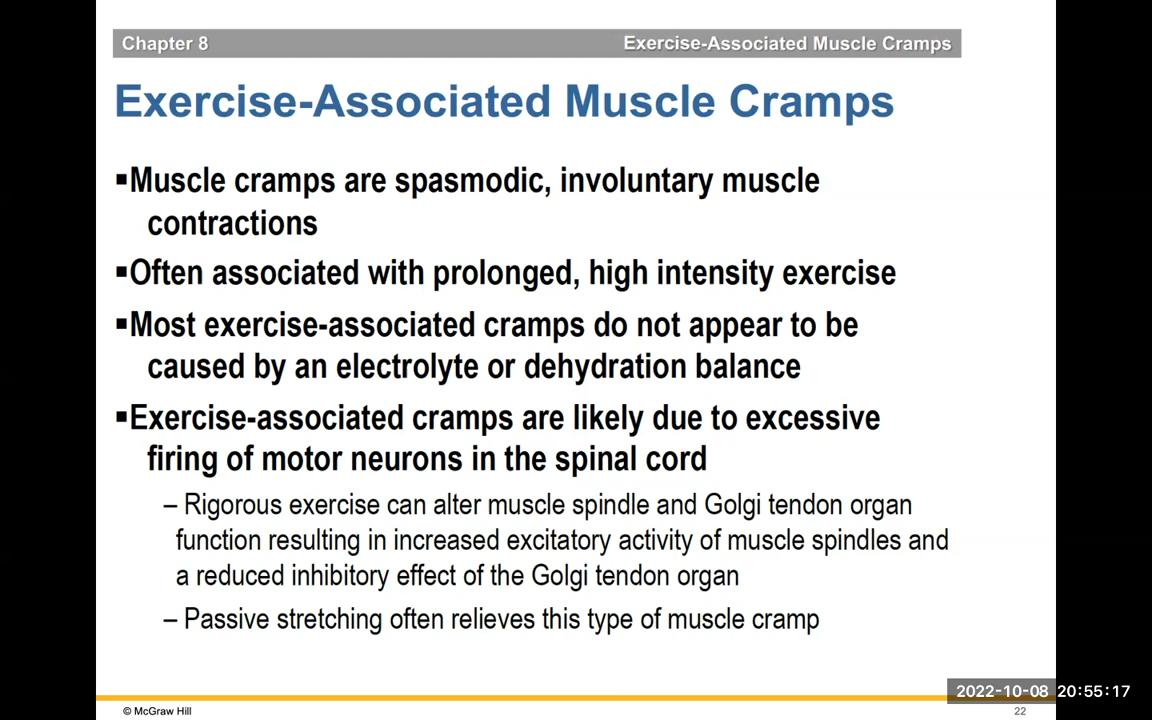 Chapter 8 Exercise-Associated Muscle Cramps
Exercise-Associated Muscle Cramps
▪Muscle cramps are spasmodic, involuntary muscle
contractions
▪Often associated with prolonged, high intensity exercise
▪Most exercise-associated cramps do not appear to be
caused by an electrolyte or dehydration balance
▪Exercise-associated cramps are likely due to excessive
firing of motor neurons in the spinal cord
– Rigorous exercise can alter muscle spindle and Golgi tendon organ
function resulting in increased excitatory activity of muscle spindles and
a reduced inhibitory effect of the Golgi tendon organ
– Passive stretching often relieves this type of muscle cramp
2022-10-08 20:55:17
© McGraw Hill 22